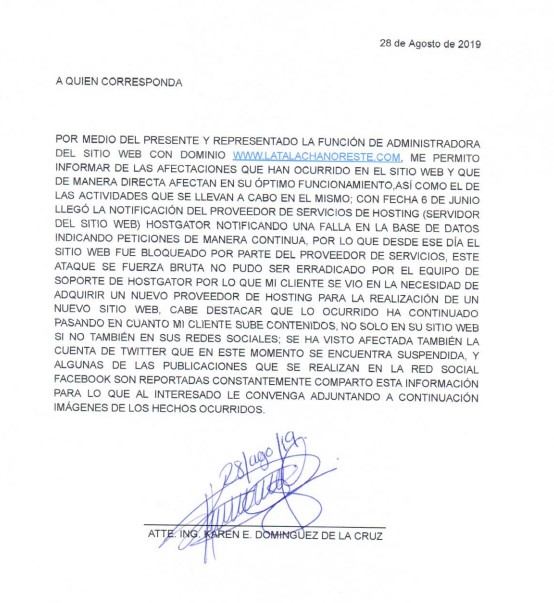 28 de Agosto de 2019
A QUIEN CORRESPONDA
POR MEDIO DEL PRESENTE Y REPRESENTADO LA FUNCIÓN DE ADMINISTRADORA
DEL SITIO WEB CON DOMINIO WWW.LATALACHANORESTE.COM, ME PERMITO
INFORMAR DE LAS AFECTACIONES QUE HAN OCURRIDO EN EL SITIO WEB Y QUE
DE MANERA DIRECTA AFECTAN EN SU ÓPTIMO FUNCIONAMIENTO,ASÍ COMO EL DE
LAS ACTIVIDADES QUE SE LLEVAN A CABO EN EL MISMO; CON FECHA 6 DE JUNIO
LLEGÓ LA NOTIFICACIÓN DEL PROVEEDOR DE SERVICIOS DE HOSTING (SERVIDOR
DEL SITIO WEB) HOSTGATOR NOTIFICANDO UNA FALLA EN LA BASE DE DATOS
INDICANDO PETICIONES DE MANERA CONTINUA, POR LO QUE DESDE ESE DÍA EL
SITIO WEB FUE BLOQUEADO POR PARTE DEL PROVEEDOR DE SERVICIOS, ESTE
ATAQUE SE FUERZA BRUTA NO PUDO SER ERRADICADO POR EL EQUIPO DE
SOPORTE DE HOSTGATOR POR LO QUE MI CLIENTE SE VIO EN LA NECESIDAD DE
ADQUIRIR UN NUEVO PROVEEDOR DE HOSTING PARA LA REALIZACIÓN DE UN
NUEVO SITIO WEB, CABE DESTACAR QUE LO OCURRIDO HA CONTINUADO
PASANDO EN CUANTO MI CLIENTE SUBE CONTENIDOS, NO SOLO EN SU SITIO WEB
SI NO TAMBIÉN EN SUS REDES SOCIALES; SE HA VISTO AFECTADA TAMBIÉN LA
CUENTA DE TWITTER QUE EN ESTE MOMENTO SE ENCUENTRA SUSPENDIDA, Y
ALGUNAS DE LAS PUBLICACIONES QUE SE REALIZAN EN LA RED SOCIAL
FACEBOOK SON REPORTADAS CONSTANTEMENTE COMPARTO ESTA INFORMACIÓN
PARA LO QUE AL INTERESADO LE CONVENGA ADJUNTANDO A CONTINUACIÓN
IMÁGENES DE LOS HECHOS OCURRIDOS.
28/ago/19.
ATTE. ING. KAREN E. DOMINGUEZ DE LA CRUZ